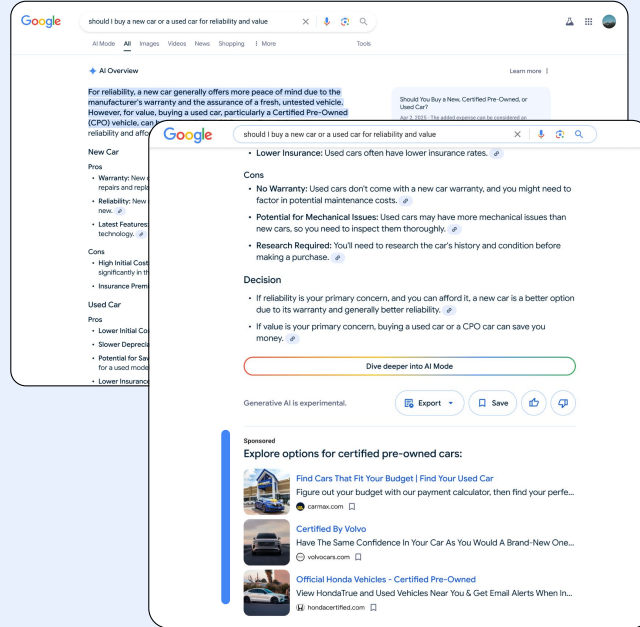 Google
should I buy a new car or a used car for reliability and value
AI Mode All Images Videos News Shopping More Tools
AI Overview
Learn more
For reliability, a new car generally offers more peace of mind due to the
manufacturer's warranty and the assurance of a fresh, untested vehicle.
However, for value, buying a used car, particularly a Certified Pre-Owned
(CPO) vehicle, can
reliability and affo
Should You Buy a New, Certified Pre-Owned, or
Used Car?
Apr 2, 2025 - The added expense can be considered an
New Car
Pros
• Warranty: New
repairs and repla
• Reliability: New
new.
• Latest Features:
technology.
Cons
• High Initial Cost
significantly in th
• Insurance Prem
Used Car
Pros
• Lower Initial Co
• Slower Deprecia
• Potential for Sav
for a used mode
• Lower Insurance
Google
should I buy a new car or a used car for reliability and value
• Lower Insurance: Used cars often have lower insurance rates.
Cons
• No Warranty: Used cars don't come with a new car warranty, and you might need to
factor in potential maintenance costs.
• Potential for Mechanical Issues: Used cars may have more mechanical issues than
new cars, so you need to inspect them thoroughly.
• Research Required: You'll need to research the car's history and condition before
making a purchase.
Decision
• If reliability is your primary concern, and you can afford it, a new car is a better option
due to its warranty and generally better reliability.
• If value is your primary concern, buying a used car or a CPO car can save you
money.
Dive deeper into AI Mode
Generative AI is experimental.
Export
Save
Sponsored
Explore options for certified pre-owned cars:
Find Cars That Fit Your Budget | Find Your Used Car
Figure out your budget with our payment calculator, then find your perfe...
carmax.com
Certified By Volvo
Have The Same Confidence In Your Car As You Would A Brand-New One...
volvocars.com
Official Honda Vehicles - Certified Pre-Owned
View HondaTrue and Used Vehicles Near You & Get Email Alerts When In...
hondacertified.com